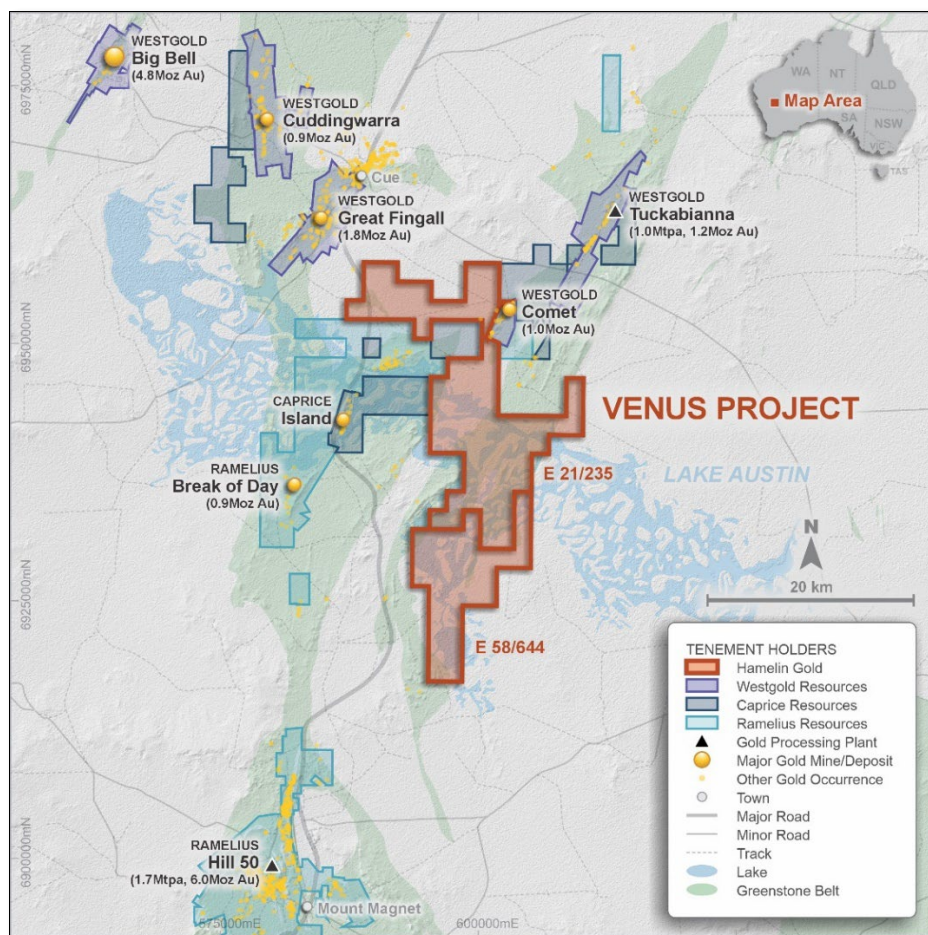 WESTGOLD
Big Bell
(4.8Moz Au)
6975000mN
WESTGOLD
Cuddingwarra
(0.9Moz Au)
Cue
WESTGOLD
Great Fingall
(1.8Moz Au)
WESTGOLD
Tuckabianna
(1.0Mtpa, 1.2Moz Au)
WA
NT
QLD
SA
NSW
VIC
TAS
Map Area
6950000mN
WESTGOLD
Comet
(1.0Moz Au)
CAPRICE
Island
VENUS PROJECT
RAMELIUS
Break of Day
(0.9Moz Au)
E 21/235
LAKE AUSTIN
N
20 km
6925000mN
E 58/644
TENEMENT HOLDERS
Hamelin Gold
Westgold Resources
Caprice Resources
Ramelius Resources
Gold Processing Plant
Major Gold Mine/Deposit
Other Gold Occurrence
Town
Major Road
Minor Road
Track
Lake
Greenstone Belt
6900000mN
RAMELIUS
Hill 50
(1.7Mtpa, 6.0Moz Au)
Mount Magnet
575000mE
600000mE